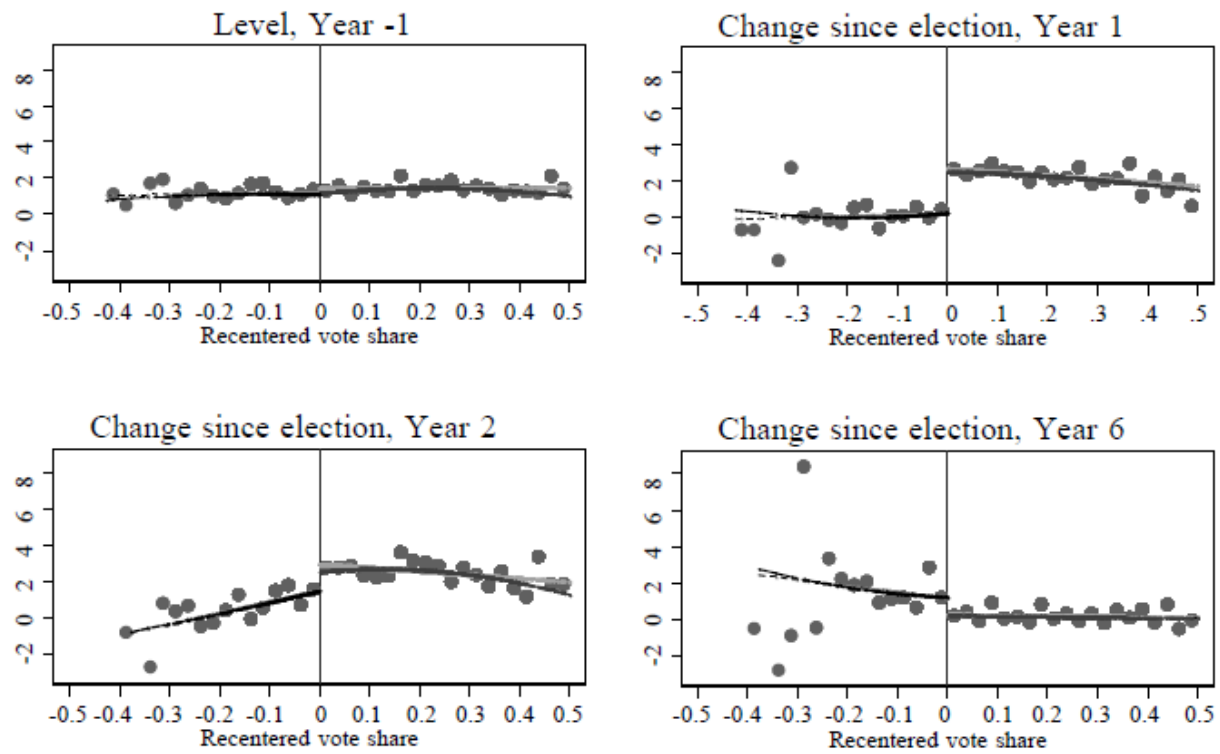 Level, Year -1
8
6
4
2
0
-2
-0.5 -0.4 -0.3 -0.2 -0.1 0 0.1 0.2 0.3 0.4 0.5
Recentered vote share
Change since election, Year 1
8
6
4
2
0
-2
-.5 -.4 -.3 -.2 -.1 0 .1 .2 .3 .4 .5
Recentered vote share
Change since election, Year 2
8
6
4
2
0
-2
-0.5 -0.4 -0.3 -0.2 -0.1 0 0.1 0.2 0.3 0.4 0.5
Recentered vote share
Change since election, Year 6
8
6
4
2
0
-2
-0.5 -0.4 -0.3 -0.2 -0.1 0 0.1 0.2 0.3 0.4 0.5
Recentered vote share